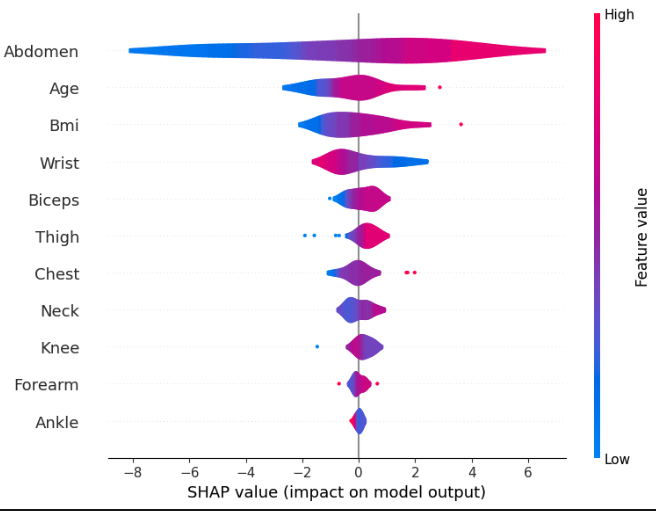 High
Abdomen
Age
Bmi
Wrist
Biceps
Thigh
Chest
Neck
Knee
Forearm
Ankle
Feature value
Low
−8 −6 −4 −2 0 2 4 6
SHAP value (impact on model output)